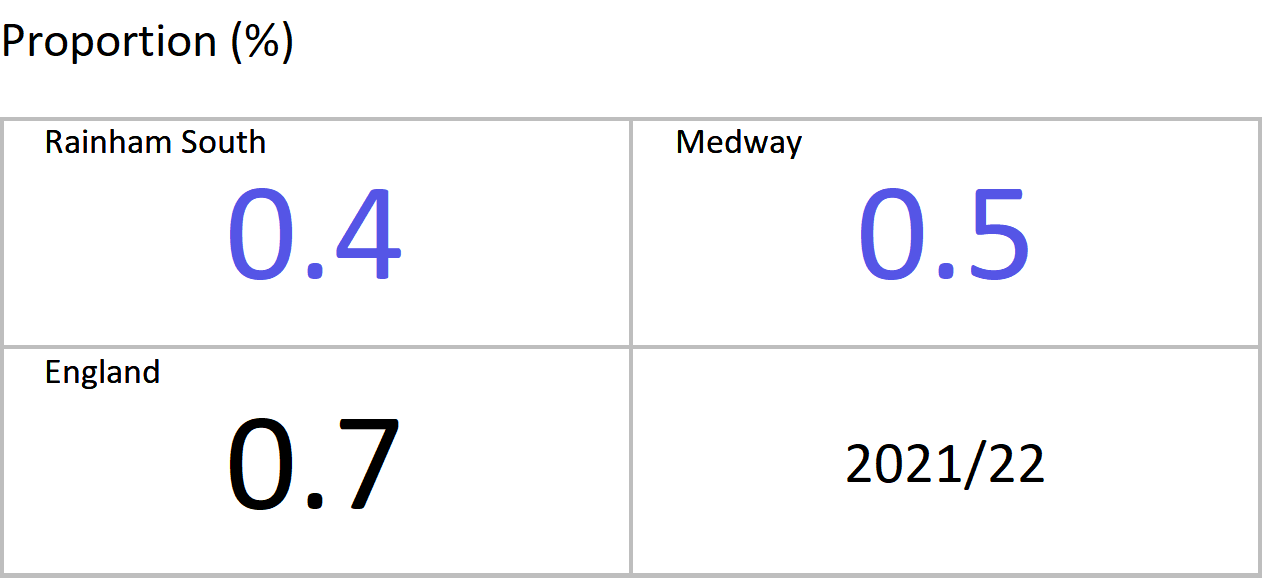 Proportion (%)
Rainham South
0.4
Medway
0.5
England
0.7
2021/22